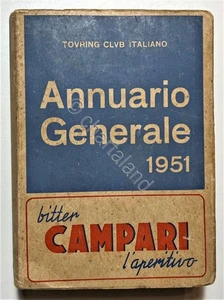 TOVRING CLVB ITALIANO
Annuario
Generale
1951
bitter
CAMPARI
l'aperitivo